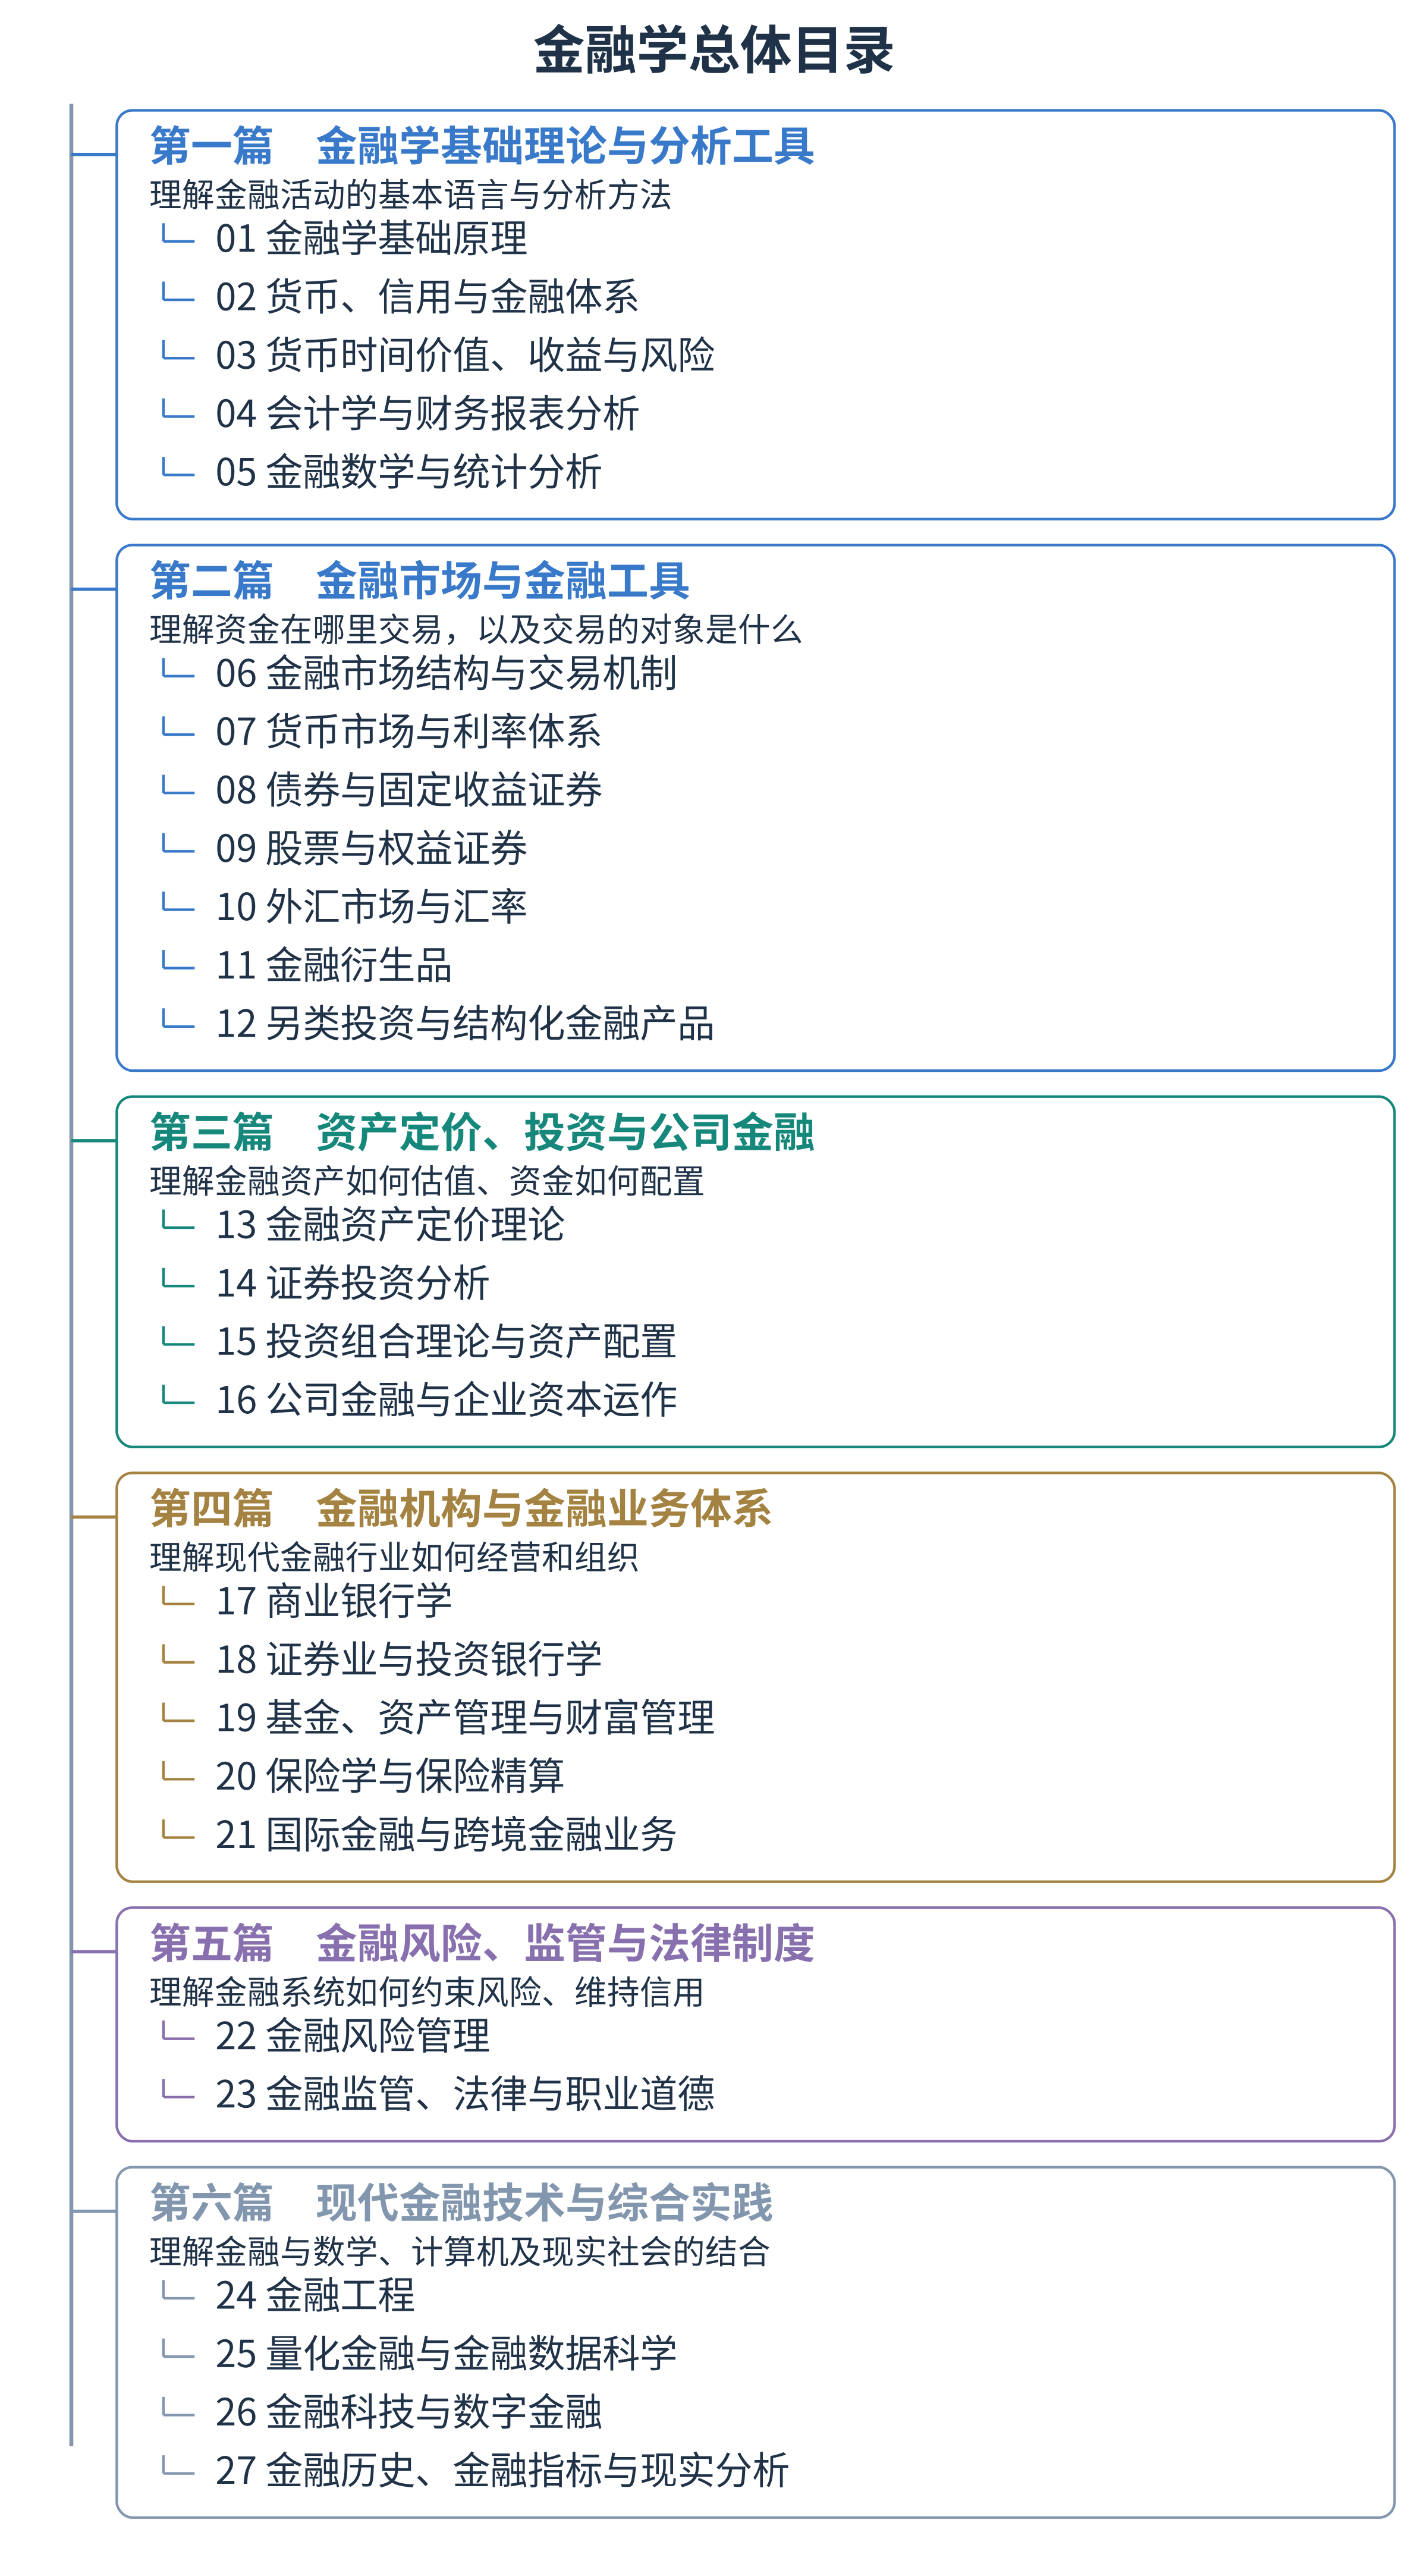 金融学总体目录
第一篇　金融学基础理论与分析工具
理解金融活动的基本语言与分析方法
01 金融学基础原理
02 货币、信用与金融体系
03 货币时间价值、收益与风险
04 会计学与财务报表分析
05 金融数学与统计分析
第二篇　金融市场与金融工具
理解资金在哪里交易，以及交易的对象是什么
06 金融市场结构与交易机制
07 货币市场与利率体系
08 债券与固定收益证券
09 股票与权益证券
10 外汇市场与汇率
11 金融衍生品
12 另类投资与结构化金融产品
第三篇　资产定价、投资与公司金融
理解金融资产如何估值、资金如何配置
13 金融资产定价理论
14 证券投资分析
15 投资组合理论与资产配置
16 公司金融与企业资本运作
第四篇　金融机构与金融业务体系
理解现代金融行业如何经营和组织
17 商业银行学
18 证券业与投资银行学
19 基金、资产管理与财富管理
20 保险学与保险精算
21 国际金融与跨境金融业务
第五篇　金融风险、监管与法律制度
理解金融系统如何约束风险、维持信用
22 金融风险管理
23 金融监管、法律与职业道德
第六篇　现代金融技术与综合实践
理解金融与数学、计算机及现实社会的结合
24 金融工程
25 量化金融与金融数据科学
26 金融科技与数字金融
27 金融历史、金融指标与现实分析